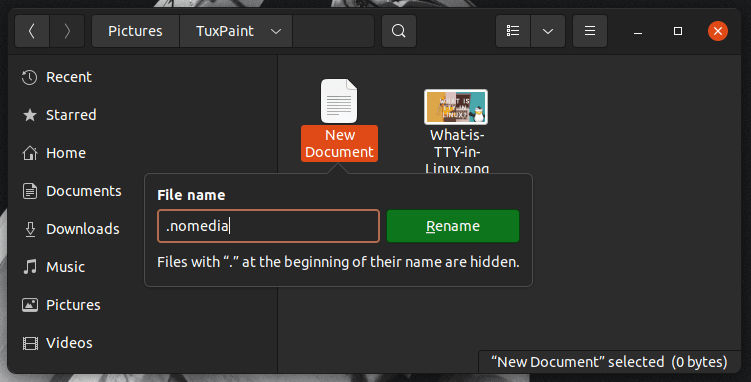 Pictures
TuxPaint
Recent
Starred
Home
Documents
Downloads
Music
Pictures
Videos
New
Document
WHAT IS
TTY IN
LINUX?
What-is-
TTY-in-
Linux.png
File name
.nomedia
Rename
Files with “.” at the beginning of their name are hidden.
“New Document” selected (0 bytes)